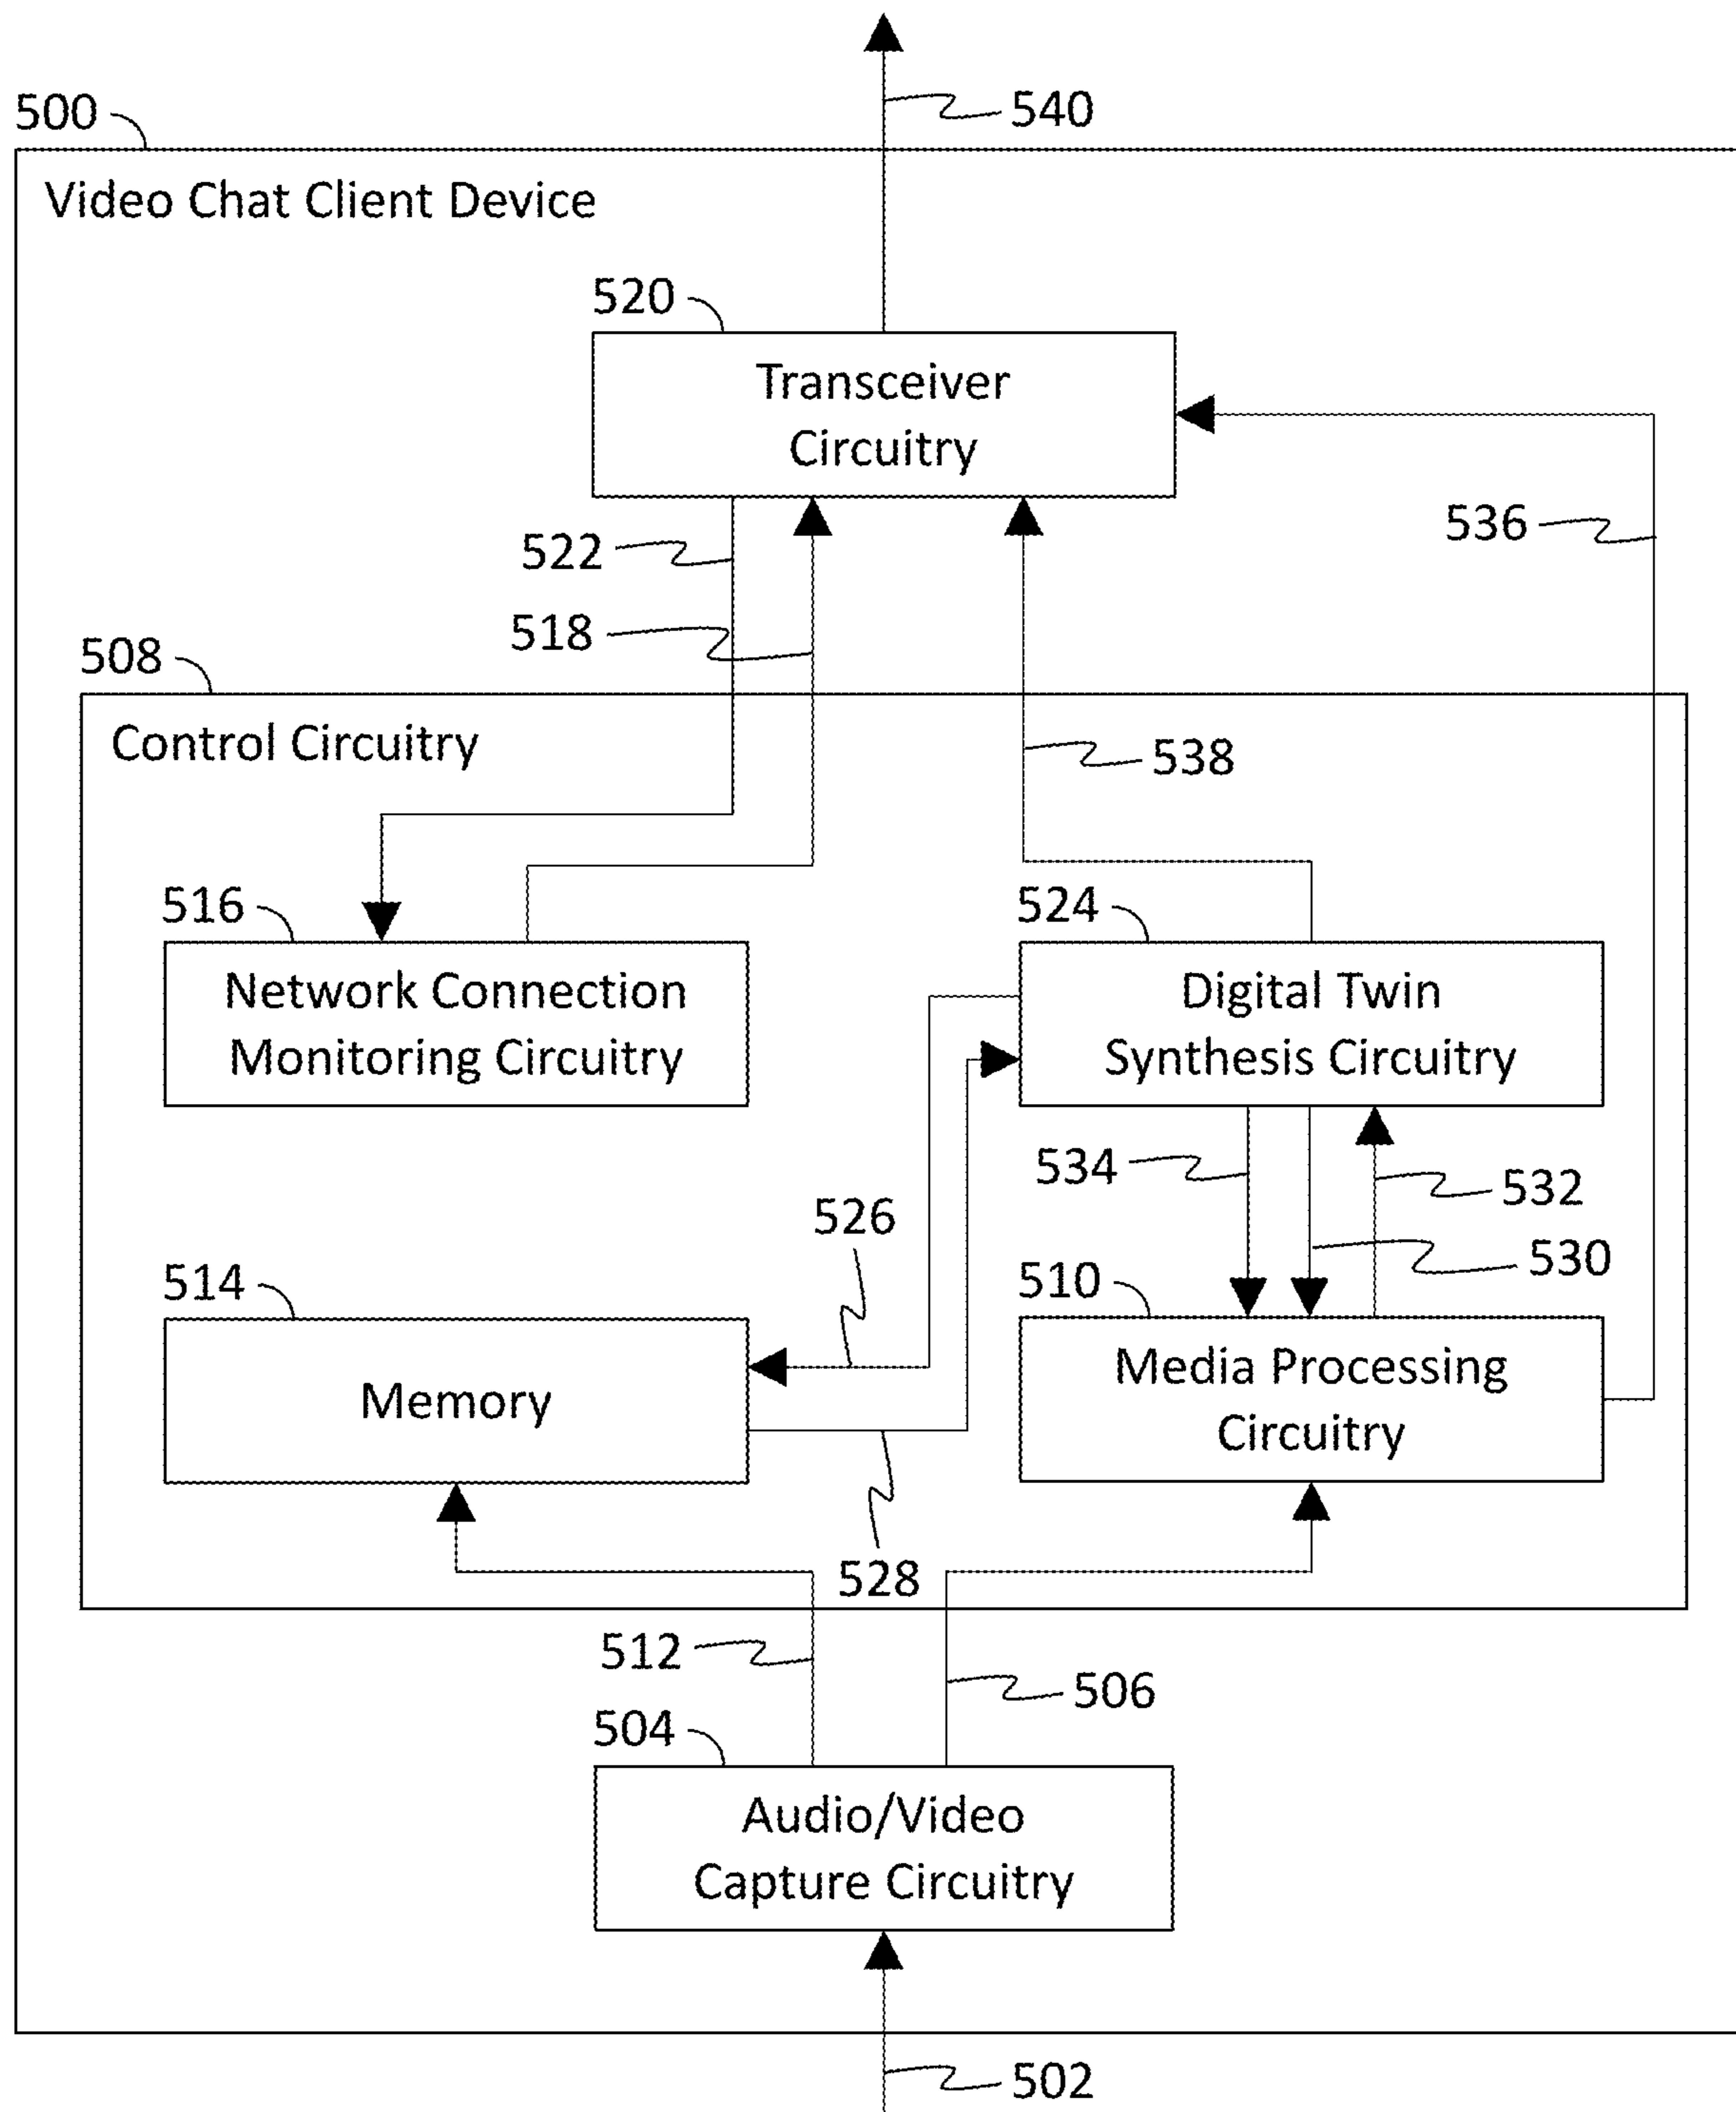 540
500
Video Chat Client Device
520
Transceiver
Circuitry
522
536
518
508
Control Circuitry
538
516
524
Network Connection
Monitoring Circuitry
Digital Twin
Synthesis Circuitry
534
532
526
530
514
510
Memory
Media Processing
Circuitry
528
512
506
504
Audio/Video
Capture Circuitry
502